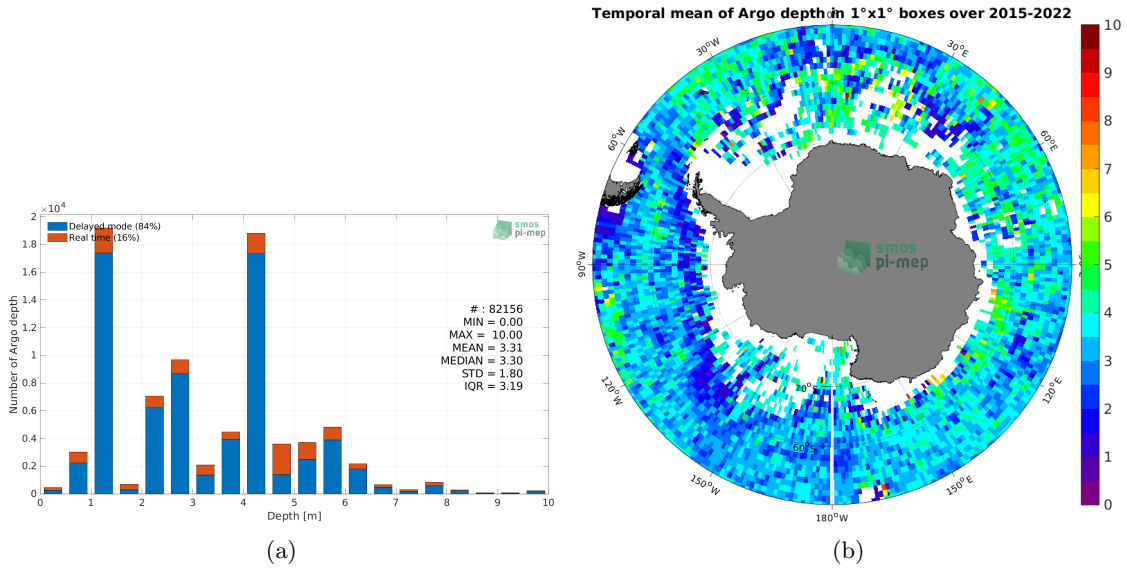 Temporal mean of Argo depth in 1°x1° boxes over 2015-2022
×10⁴
2
1.8
1.6
1.4
1.2
1
0.8
0.6
0.4
0.2
0
Number of Argo depth
Delayed mode (84%)
Real time (16%)
smos
pi-mep
# : 82156
MIN = 0.00
MAX = 10.00
MEAN = 3.31
MEDIAN = 3.30
STD = 1.80
IQR = 3.19
0 1 2 3 4 5 6 7 8 9 10
Depth [m]
(a)
30°W
30°E
60°W
60°E
90°W
120°W
120°E
150°W
150°E
180°W
70°S
60°S
smos
pi-mep
10
9
8
7
6
5
4
3
2
1
0
(b)